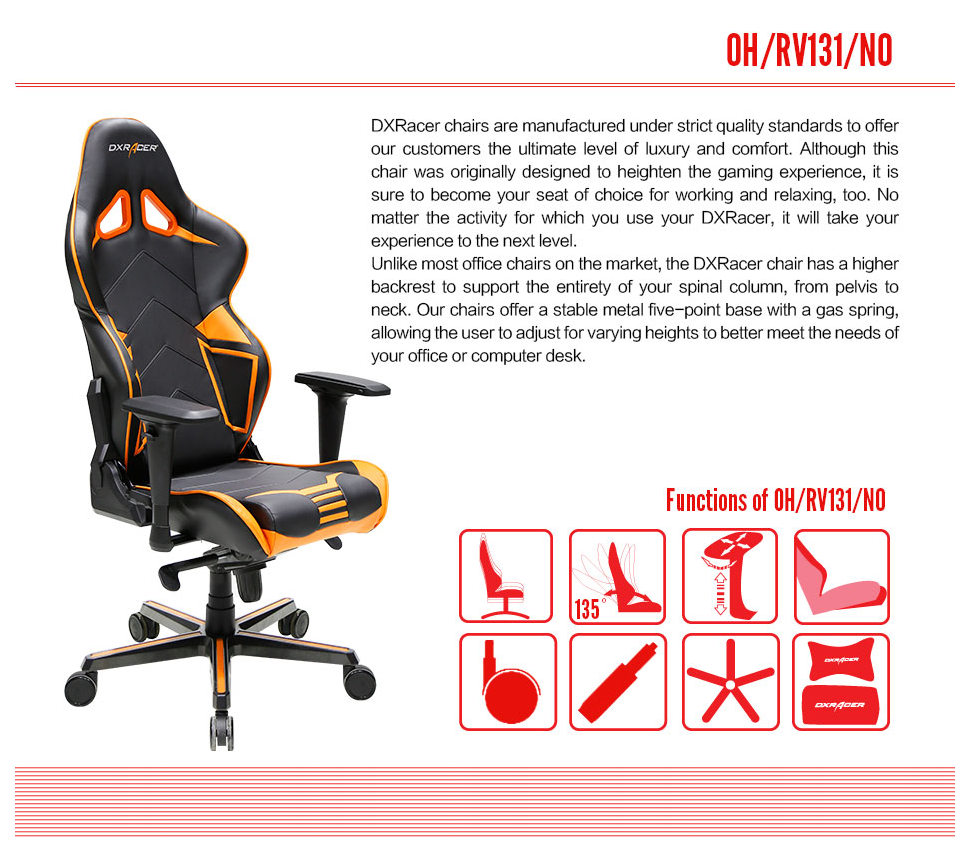 OH/RV131/NO
DXRACER
DXRacer chairs are manufactured under strict quality standards to offer
our customers the ultimate level of luxury and comfort. Although this
chair was originally designed to heighten the gaming experience, it is
sure to become your seat of choice for working and relaxing, too. No
matter the activity for which you use your DXRacer, it will take your
experience to the next level.
Unlike most office chairs on the market, the DXRacer chair has a higher
backrest to support the entirety of your spinal column, from pelvis to
neck. Our chairs offer a stable metal five-point base with a gas spring,
allowing the user to adjust for varying heights to better meet the needs of
your office or computer desk.
Functions of OH/RV131/NO
135°
DXRACER
DXRACER